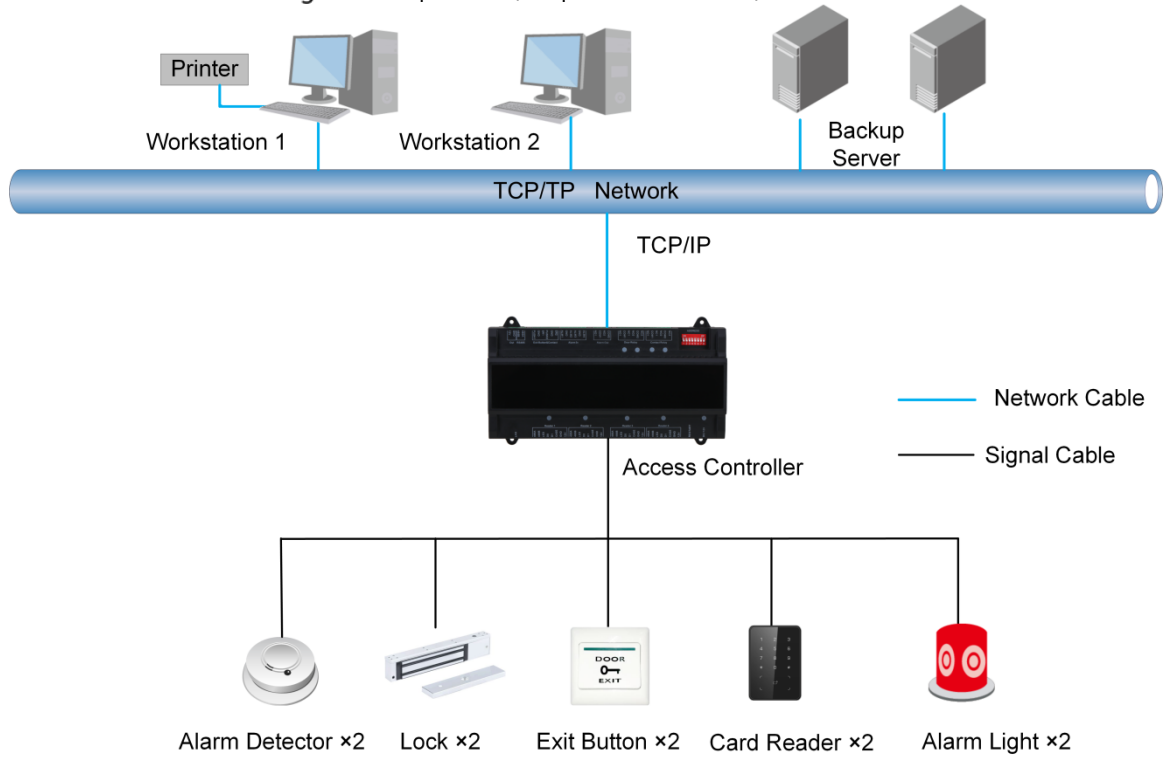 Printer
Workstation 1
Workstation 2
Backup
Server
TCP/TP Network
TCP/IP
Network Cable
Signal Cable
Access Controller
DOOR
EXIT
Alarm Detector ×2
Lock ×2
Exit Button ×2
Card Reader ×2
Alarm Light ×2